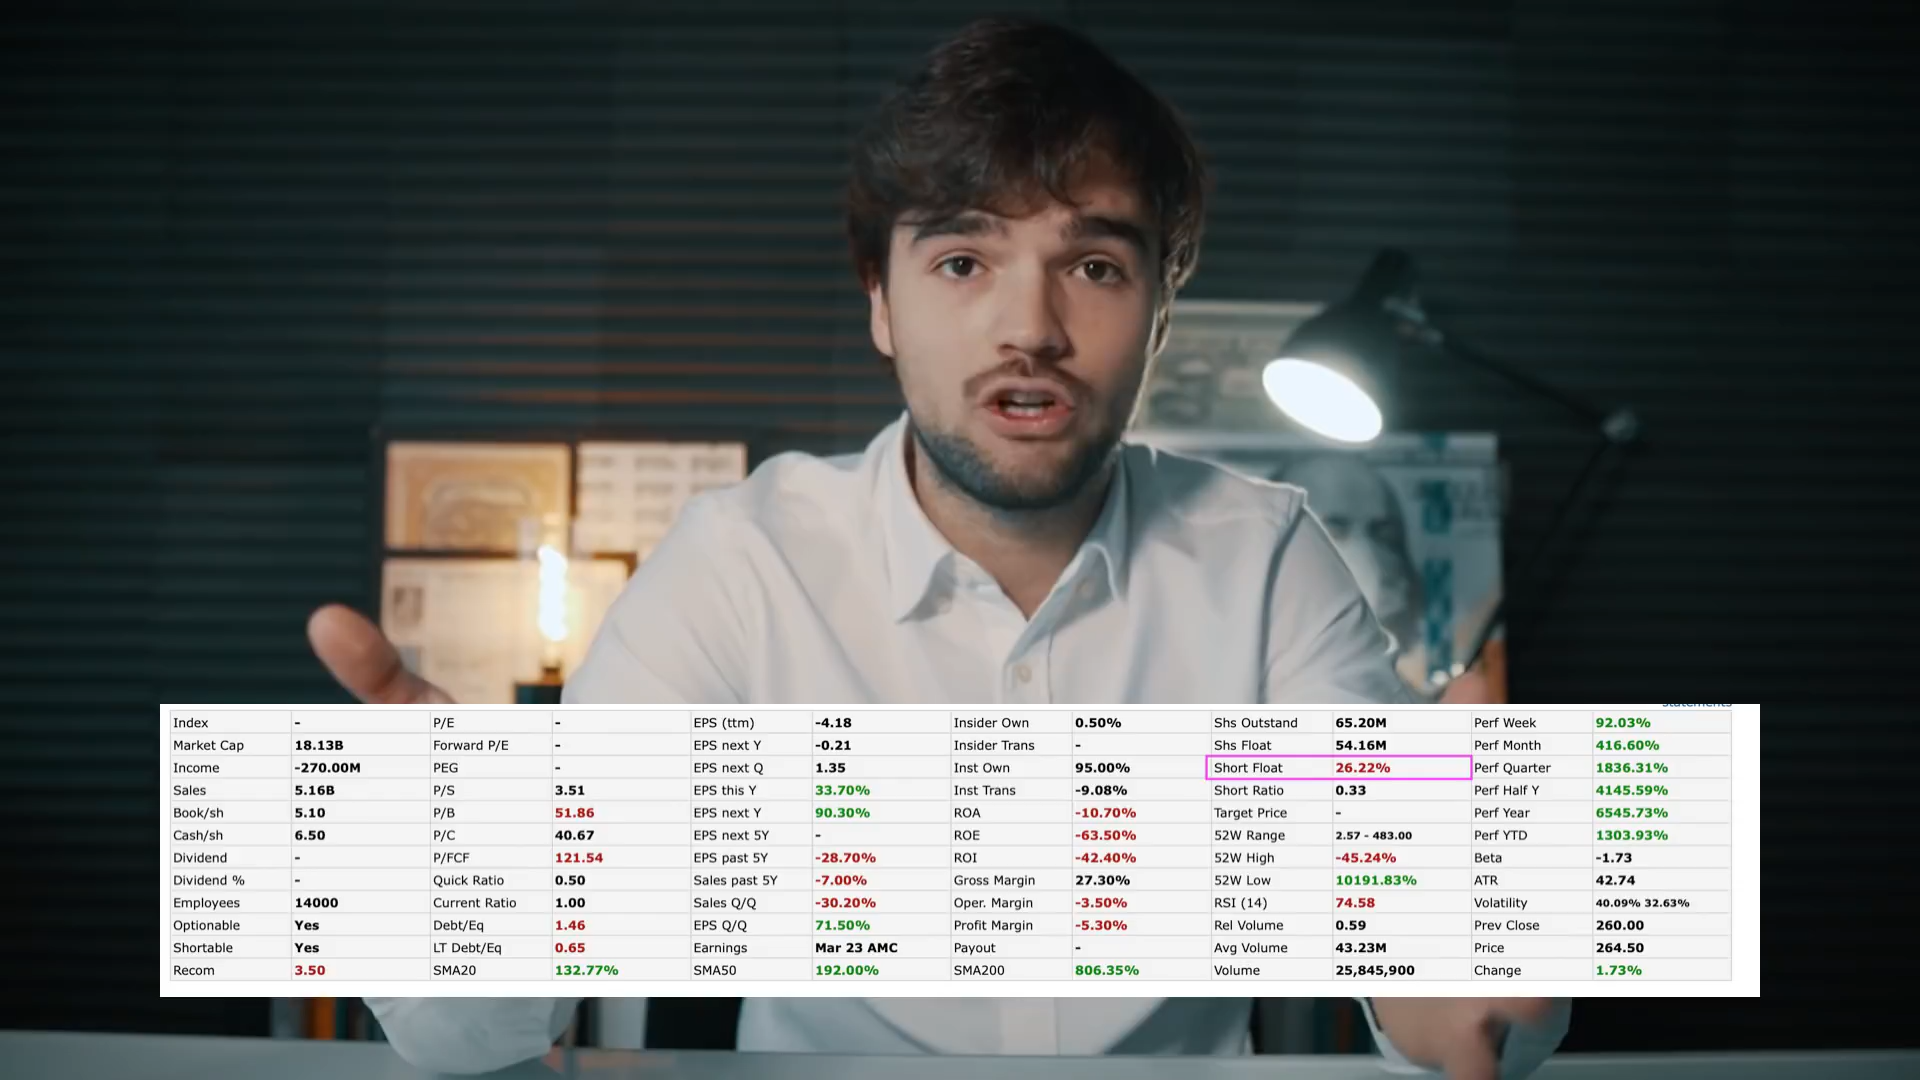 Statements
Index - P/E - EPS (ttm) -4.18 Insider Own 0.50% Shs Outstand 65.20M Perf Week 92.03%
Market Cap 18.13B Forward P/E - EPS next Y -0.21 Insider Trans - Shs Float 54.16M Perf Month 416.60%
Income -270.00M PEG - EPS next Q 1.35 Inst Own 95.00% Short Float 26.22% Perf Quarter 1836.31%
Sales 5.16B P/S 3.51 EPS this Y 33.70% Inst Trans -9.08% Short Ratio 0.33 Perf Half Y 4145.59%
Book/sh 5.10 P/B 51.86 EPS next Y 90.30% ROA -10.70% Target Price - Perf Year 6545.73%
Cash/sh 6.50 P/C 40.67 EPS next 5Y - ROE -63.50% 52W Range 2.57 - 483.00 Perf YTD 1303.93%
Dividend - P/FCF 121.54 EPS past 5Y -28.70% ROI -42.40% 52W High -45.24% Beta -1.73
Dividend % - Quick Ratio 0.50 Sales past 5Y -7.00% Gross Margin 27.30% 52W Low 10191.83% ATR 42.74
Employees 14000 Current Ratio 1.00 Sales Q/Q -30.20% Oper. Margin -3.50% RSI (14) 74.58 Volatility 40.09% 32.63%
Optionable Yes Debt/Eq 1.46 EPS Q/Q 71.50% Profit Margin -5.30% Rel Volume 0.59 Prev Close 260.00
Shortable Yes LT Debt/Eq 0.65 Earnings Mar 23 AMC Payout - Avg Volume 43.23M Price 264.50
Recom 3.50 SMA20 132.77% SMA50 192.00% SMA200 806.35% Volume 25,845,900 Change 1.73%